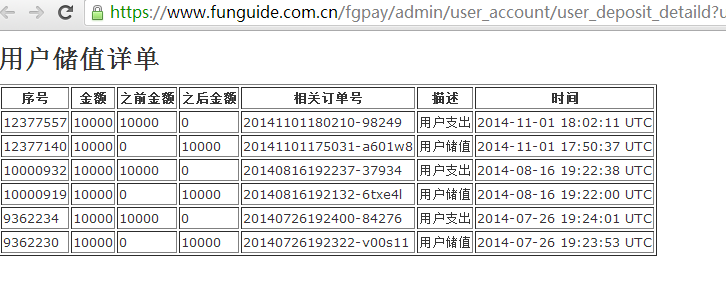 https://www.funguide.com.cn/fgpay/admin/user_account/user_deposit_detaild?u
用户储值详单
序号 金额 之前金额 之后金额 相关订单号 描述 时间
12377557 10000 10000 0 20141101180210-98249 用户支出 2014-11-01 18:02:11 UTC
12377140 10000 0 10000 20141101175031-a601w8 用户储值 2014-11-01 17:50:37 UTC
10000932 10000 10000 0 20140816192237-37934 用户支出 2014-08-16 19:22:38 UTC
10000919 10000 0 10000 20140816192132-6txe4l 用户储值 2014-08-16 19:22:00 UTC
9362234 10000 10000 0 20140726192400-84276 用户支出 2014-07-26 19:24:01 UTC
9362230 10000 0 10000 20140726192322-v00s11 用户储值 2014-07-26 19:23:53 UTC